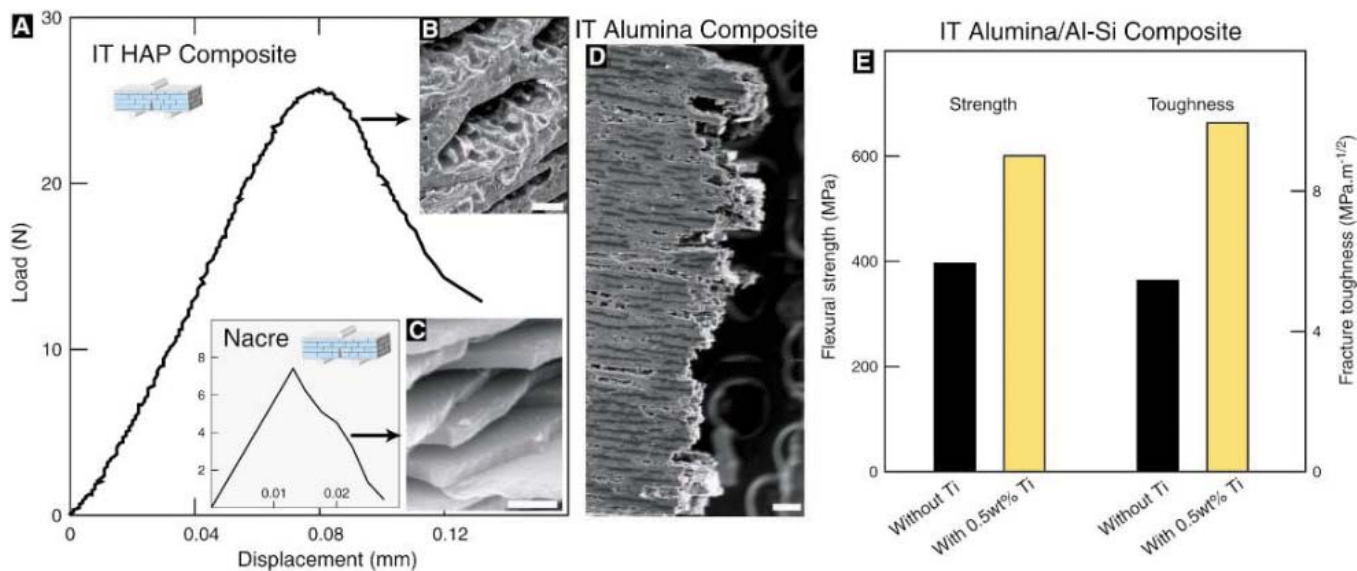 A
IT HAP Composite
B
30
20
10
0
Load (N)
0
0.04
0.08
0.12
Displacement (mm)
Nacre
8
6
4
2
0.01
0.02
C
IT Alumina Composite
D
IT Alumina/Al-Si Composite
E
Strength
Toughness
Flexural strength (MPa)
600
400
200
0
Fracture toughness (MPa.m-1/2)
8
4
0
Without Ti
With 0.5wt% Ti
Without Ti
With 0.5wt% Ti